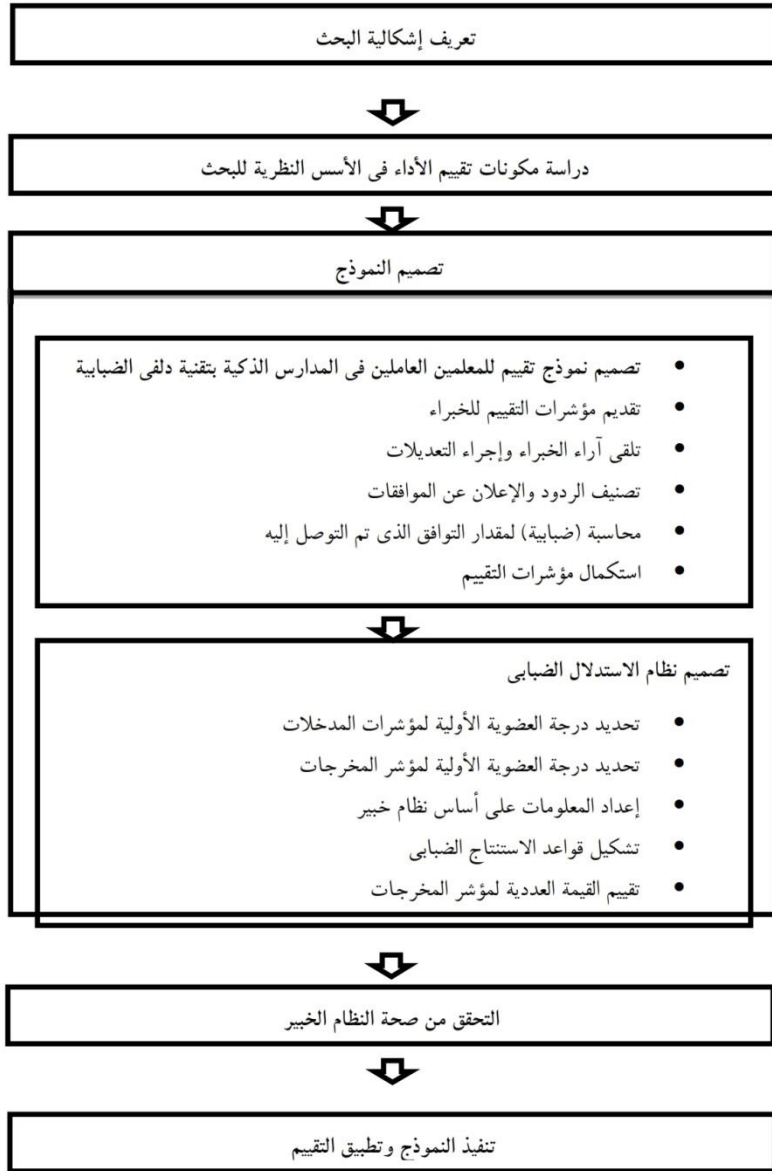 تعريف إشكالية البحث
دراسة مكونات تقييم الأداء فى الأسس النظرية للبحث
تصميم النموذج
• تصميم نموذج تقييم للمعلمين العاملين فى المدارس الذكية بتقنية دلفى الضبابية
• تقديم مؤشرات التقييم للخبراء
• تلقى آراء الخبراء وإجراء التعديلات
• تصنيف الردود والإعلان عن الموافقات
• محاسبة (ضبابية) لمقدار التوافق الذى تم التوصل إليه
• استكمال مؤشرات التقييم
تصميم نظام الاستدلال الضبابى
• تحديد درجة العضوية الأولية لمؤشرات المدخلات
• تحديد درجة العضوية الأولية لمؤشر المخرجات
• إعداد المعلومات على أساس نظام خبير
• تشكيل قواعد الاستنتاج الضبابى
• تقييم القيمة العددية لمؤشر المخرجات
التحقق من صحة النظام الخبير
تنفيذ النموذج وتطبيق التقييم